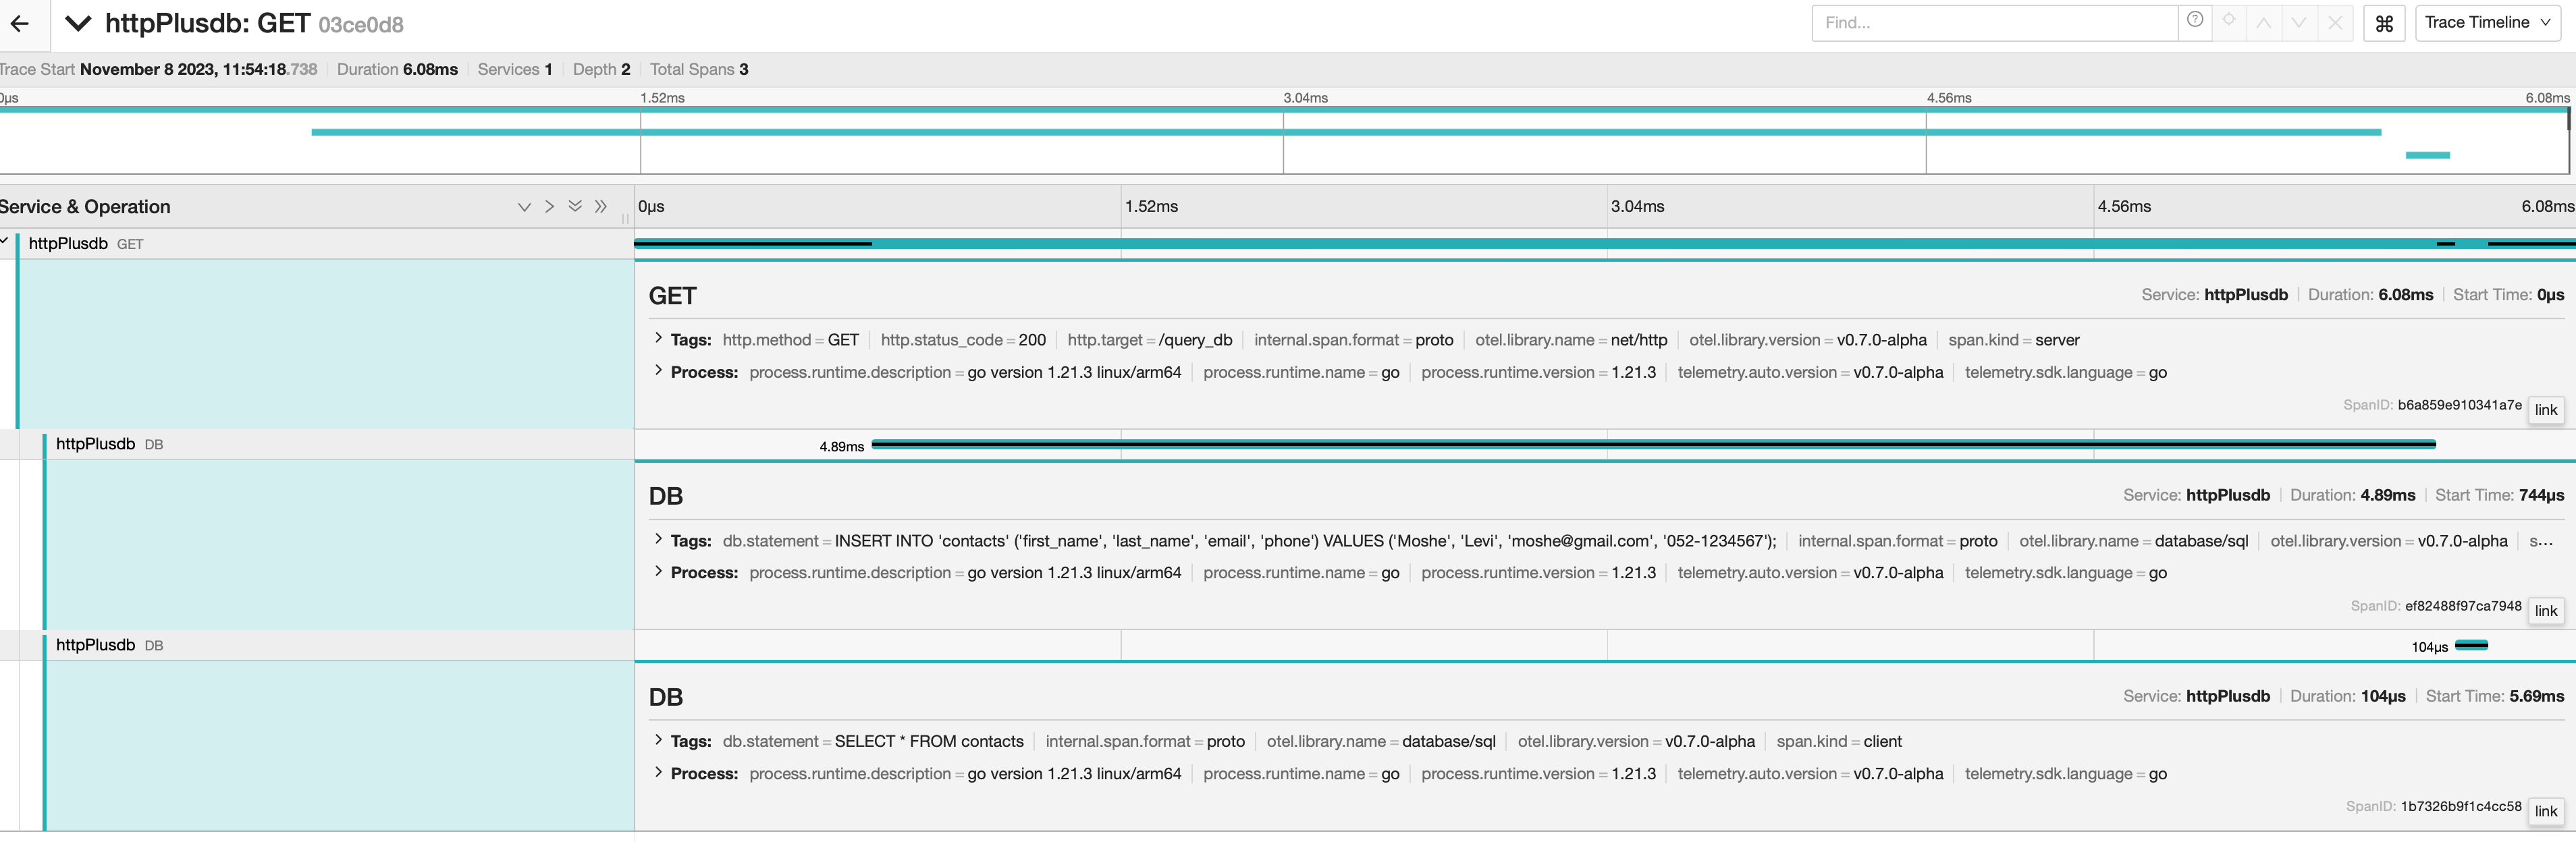 httpPlusdb: GET 03ce0d8 Find... Trace Timeline
Trace Start November 8 2023, 11:54:18.738 Duration 6.08ms Services 1 Depth 2 Total Spans 3
0μs 1.52ms 3.04ms 4.56ms 6.08ms
Service & Operation 0μs 1.52ms 3.04ms 4.56ms 6.08ms
httpPlusdb GET
GET Service: httpPlusdb Duration: 6.08ms Start Time: 0μs
Tags: http.method = GET http.status_code = 200 http.target = /query_db internal.span.format = proto otel.library.name = net/http otel.library.version = v0.7.0-alpha span.kind = server
Process: process.runtime.description = go version 1.21.3 linux/arm64 process.runtime.name = go process.runtime.version = 1.21.3 telemetry.auto.version = v0.7.0-alpha telemetry.sdk.language = go
SpanID: b6a859e910341a7e link
httpPlusdb DB 4.89ms
DB Service: httpPlusdb Duration: 4.89ms Start Time: 744μs
Tags: db.statement = INSERT INTO 'contacts' ('first_name', 'last_name', 'email', 'phone') VALUES ('Moshe', 'Levi', 'moshe@gmail.com', '052-1234567'); internal.span.format = proto otel.library.name = database/sql otel.library.version = v0.7.0-alpha s...
Process: process.runtime.description = go version 1.21.3 linux/arm64 process.runtime.name = go process.runtime.version = 1.21.3 telemetry.auto.version = v0.7.0-alpha telemetry.sdk.language = go
SpanID: ef82488f97ca7948 link
httpPlusdb DB 104μs
DB Service: httpPlusdb Duration: 104μs Start Time: 5.69ms
Tags: db.statement = SELECT * FROM contacts internal.span.format = proto otel.library.name = database/sql otel.library.version = v0.7.0-alpha span.kind = client
Process: process.runtime.description = go version 1.21.3 linux/arm64 process.runtime.name = go process.runtime.version = 1.21.3 telemetry.auto.version = v0.7.0-alpha telemetry.sdk.language = go
SpanID: 1b7326b9f1c4cc58 link